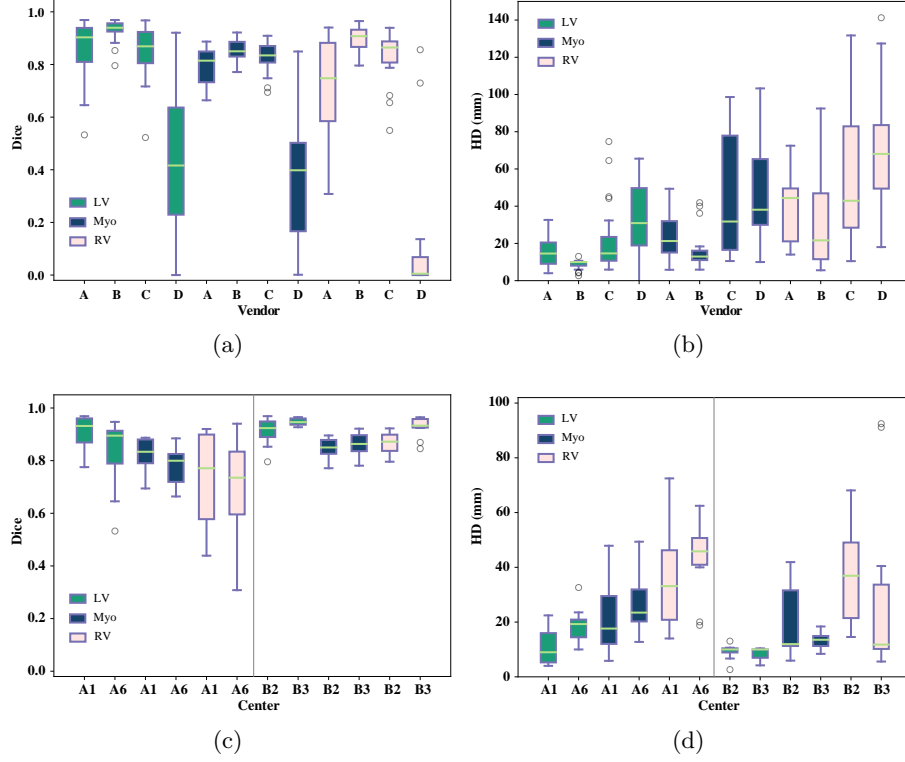 1.0
0.8
0.6
0.4
0.2
0.0
Dice
LV
Myo
RV
A B C D A B C D A B C D
Vendor
(a)
140
120
100
80
60
40
20
0
HD (mm)
LV
Myo
RV
A B C D A B C D A B C D
Vendor
(b)
1.0
0.8
0.6
0.4
0.2
0.0
Dice
LV
Myo
RV
A1 A6 A1 A6 A1 A6 B2 B3 B2 B3 B2 B3
Center
(c)
100
80
60
40
20
0
HD (mm)
LV
Myo
RV
A1 A6 A1 A6 A1 A6 B2 B3 B2 B3 B2 B3
Center
(d)